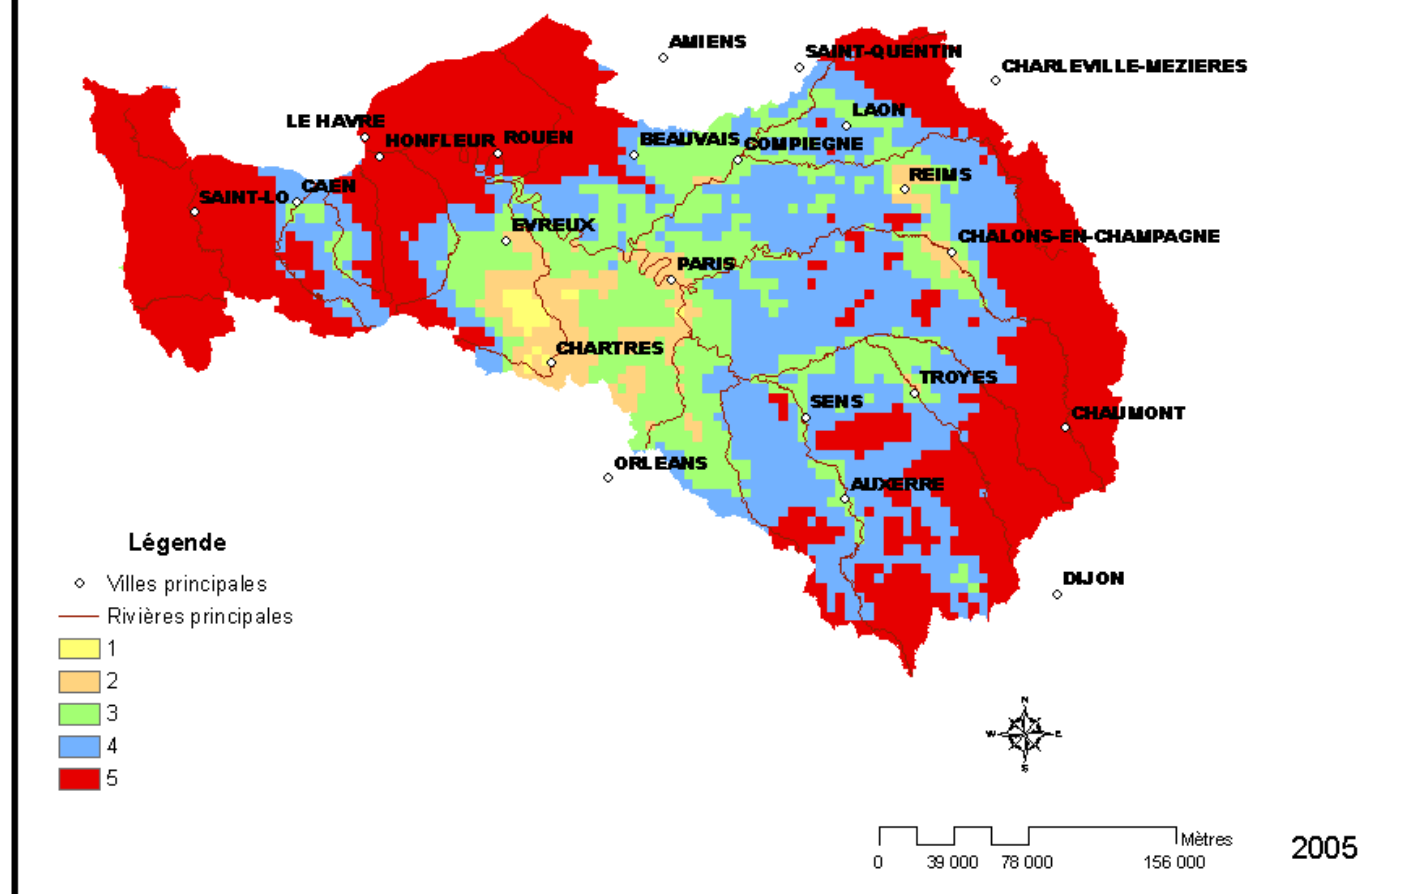 AMIENS
SAINT-QUENTIN
CHARLEVILLE-MEZIERES
LAON
LE HAVRE
HONFLEUR
ROUEN
BEAUVAIS
COMPIEGNE
REIMS
SAINT-LO
CAEN
EVREUX
CHALONS-EN-CHAMPAGNE
PARIS
CHARTRES
TROYES
SENS
CHAUMONT
ORLEANS
AUXERRE
DIJON
Légende
Villes principales
Rivières principales
1
2
3
4
5
N
W E
S
Mètres
0 39 000 78 000 156 000
2005